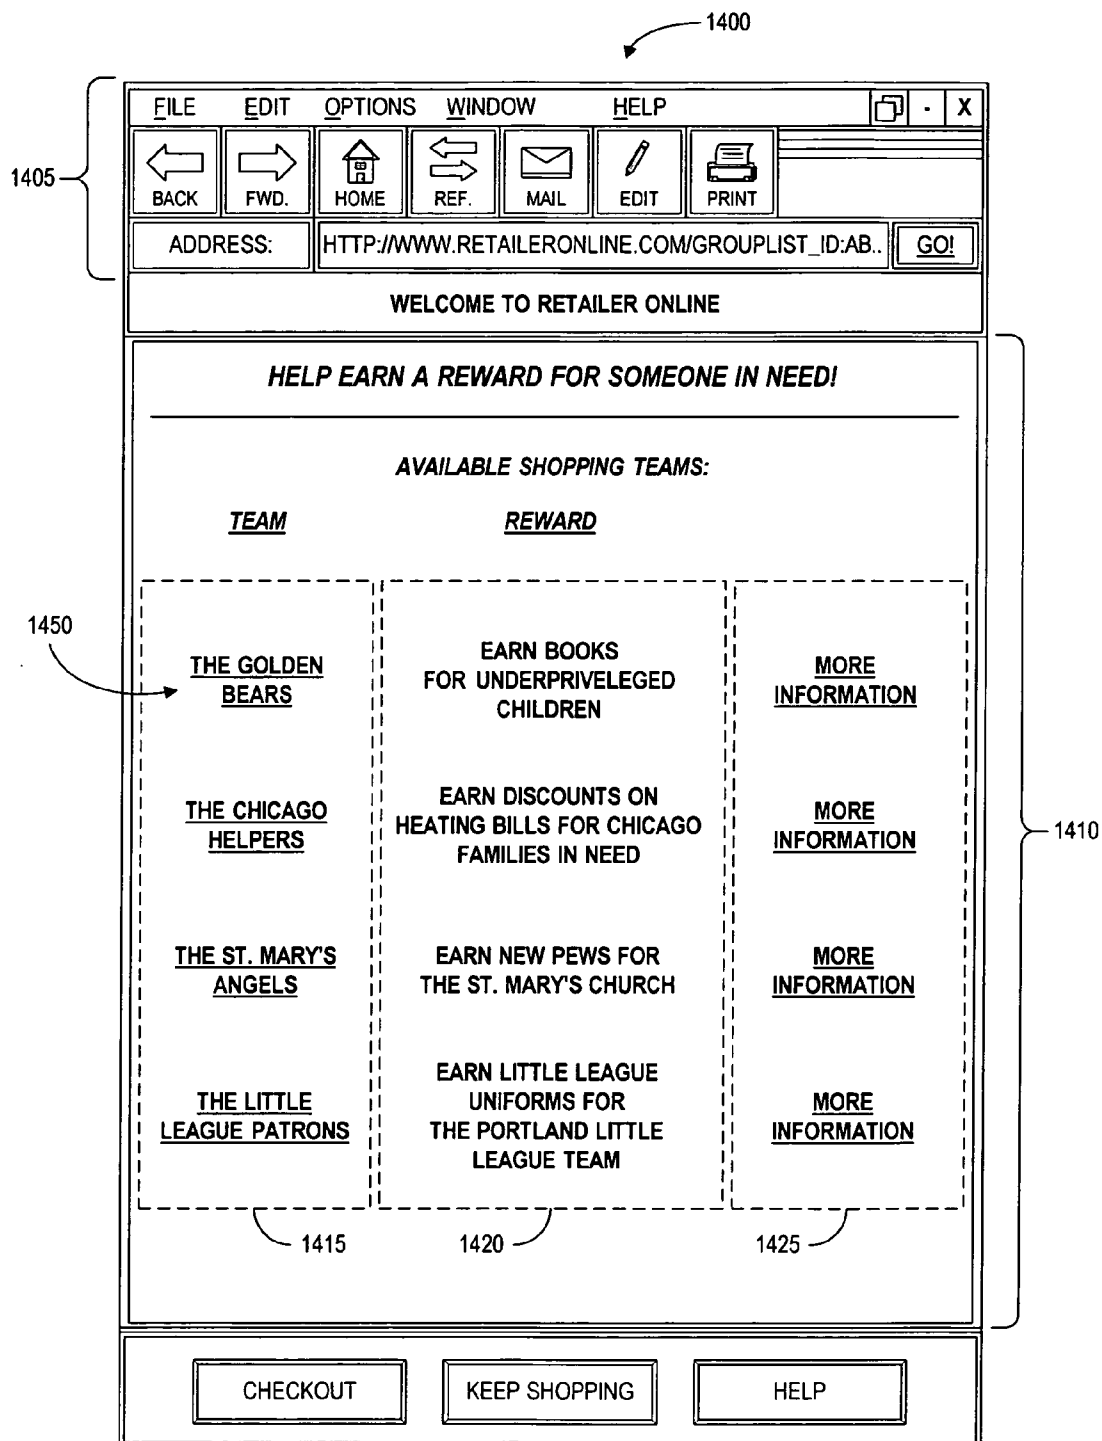 1400
FILE EDIT OPTIONS WINDOW HELP X
1405
BACK FWD. HOME REF. MAIL EDIT PRINT
ADDRESS: HTTP://WWW.RETAILERONLINE.COM/GROUPLIST_ID:AB.. GO!
WELCOME TO RETAILER ONLINE
HELP EARN A REWARD FOR SOMEONE IN NEED!
AVAILABLE SHOPPING TEAMS:
TEAM REWARD
1450
THE GOLDEN
BEARS
EARN BOOKS
FOR UNDERPRIVELEGED
CHILDREN
MORE
INFORMATION
THE CHICAGO
HELPERS
EARN DISCOUNTS ON
HEATING BILLS FOR CHICAGO
FAMILIES IN NEED
MORE
INFORMATION
1410
THE ST. MARY'S
ANGELS
EARN NEW PEWS FOR
THE ST. MARY'S CHURCH
MORE
INFORMATION
THE LITTLE
LEAGUE PATRONS
EARN LITTLE LEAGUE
UNIFORMS FOR
THE PORTLAND LITTLE
LEAGUE TEAM
MORE
INFORMATION
1415 1420 1425
CHECKOUT KEEP SHOPPING HELP